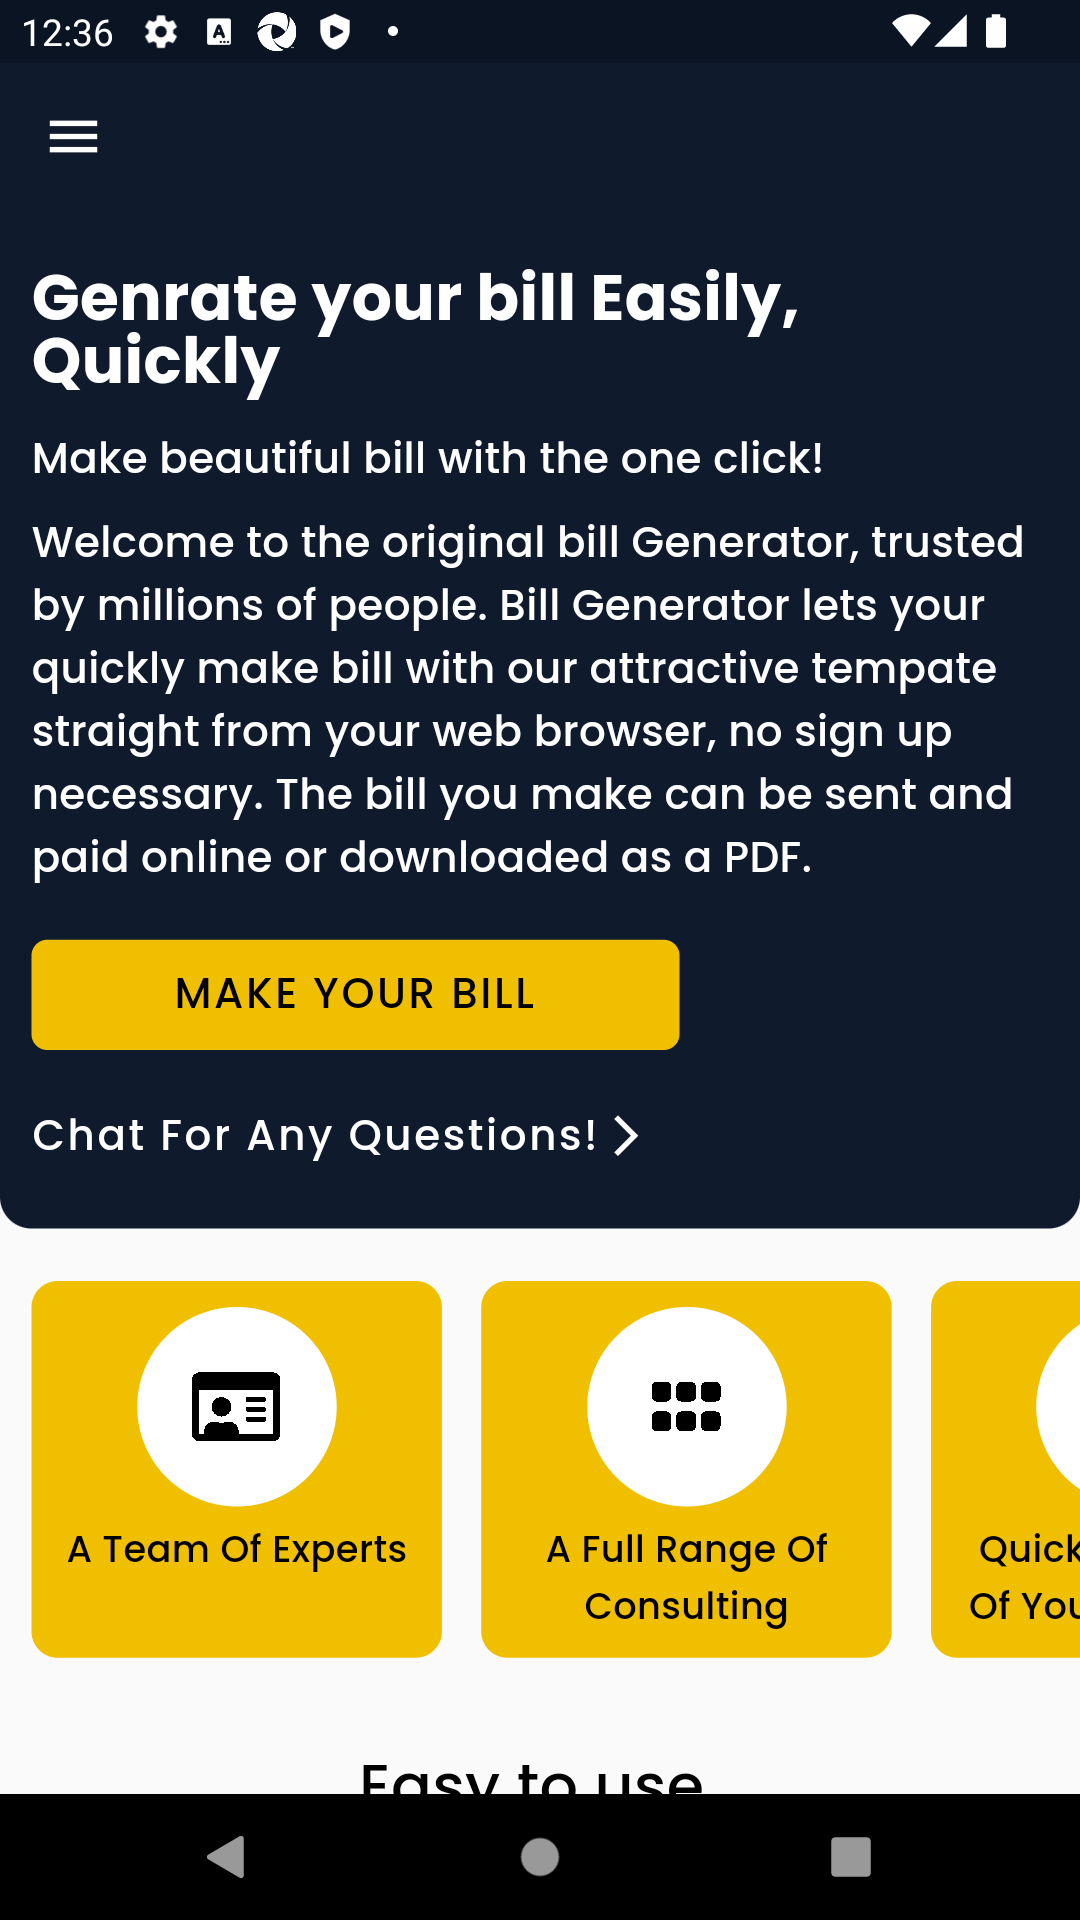 12:36
Genrate your bill Easily,
Quickly
Make beautiful bill with the one click!
Welcome to the original bill Generator, trusted
by millions of people. Bill Generator lets your
quickly make bill with our attractive tempate
straight from your web browser, no sign up
necessary. The bill you make can be sent and
paid online or downloaded as a PDF.
MAKE YOUR BILL
Chat For Any Questions!
A Team Of Experts
A Full Range Of
Consulting
Quick
Of You
Easy to use